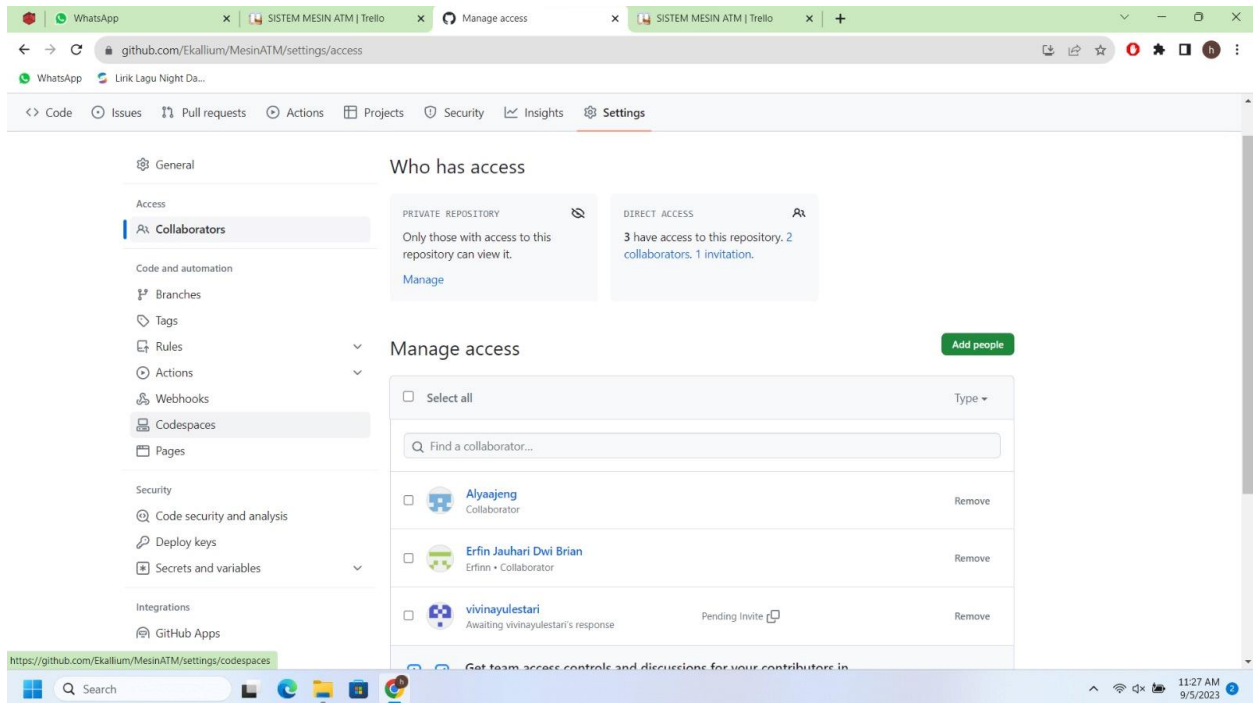 WhatsApp
SISTEM MESIN ATM | Trello
Manage access
SISTEM MESIN ATM | Trello
github.com/Ekallium/MesinATM/settings/access
h
WhatsApp
Lirik Lagu Night Da...
Code
Issues
Pull requests
Actions
Projects
Security
Insights
Settings
General
Access
Collaborators
Code and automation
Branches
Tags
Rules
Actions
Webhooks
Codespaces
Pages
Security
Code security and analysis
Deploy keys
Secrets and variables
Integrations
GitHub Apps
Who has access
PRIVATE REPOSITORY
Only those with access to this
repository can view it.
Manage
DIRECT ACCESS
3 have access to this repository. 2
collaborators. 1 invitation.
Manage access
Add people
Select all
Type
Find a collaborator...
Alyaajeng
Collaborator
Remove
Erfin Jauhari Dwi Brian
Erfinn • Collaborator
Remove
vivinayulestari
Awaiting vivinayulestari's response
Pending Invite
Remove
Get team access controls and discussions for your contributors in
https://github.com/Ekallium/MesinATM/settings/codespaces
Search
11:27 AM
9/5/2023
2